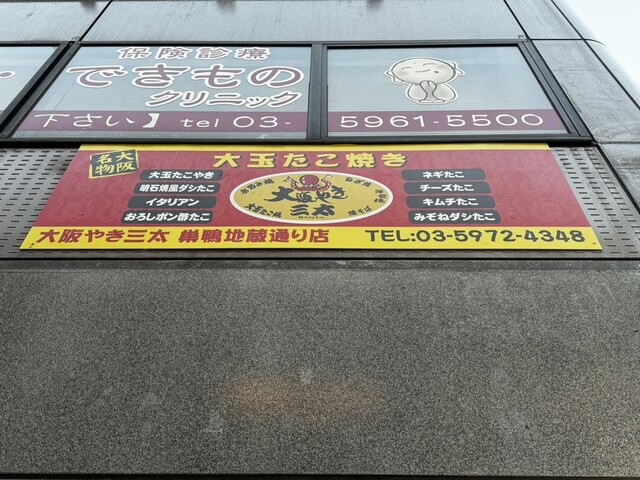 保険診療
できもの
クリニック
下さい】 tel 03-5961-5500
大阪名物
大玉たこ焼き
大玉たこやき
明石焼風ダシたこ
イタリアン
おろしポン酢たこ
大阪やき三太
ネギたこ
チーズたこ
キムチたこ
みぞねダシたこ
大阪やき三太 巣鴨地蔵通り店 TEL:03-5972-4348